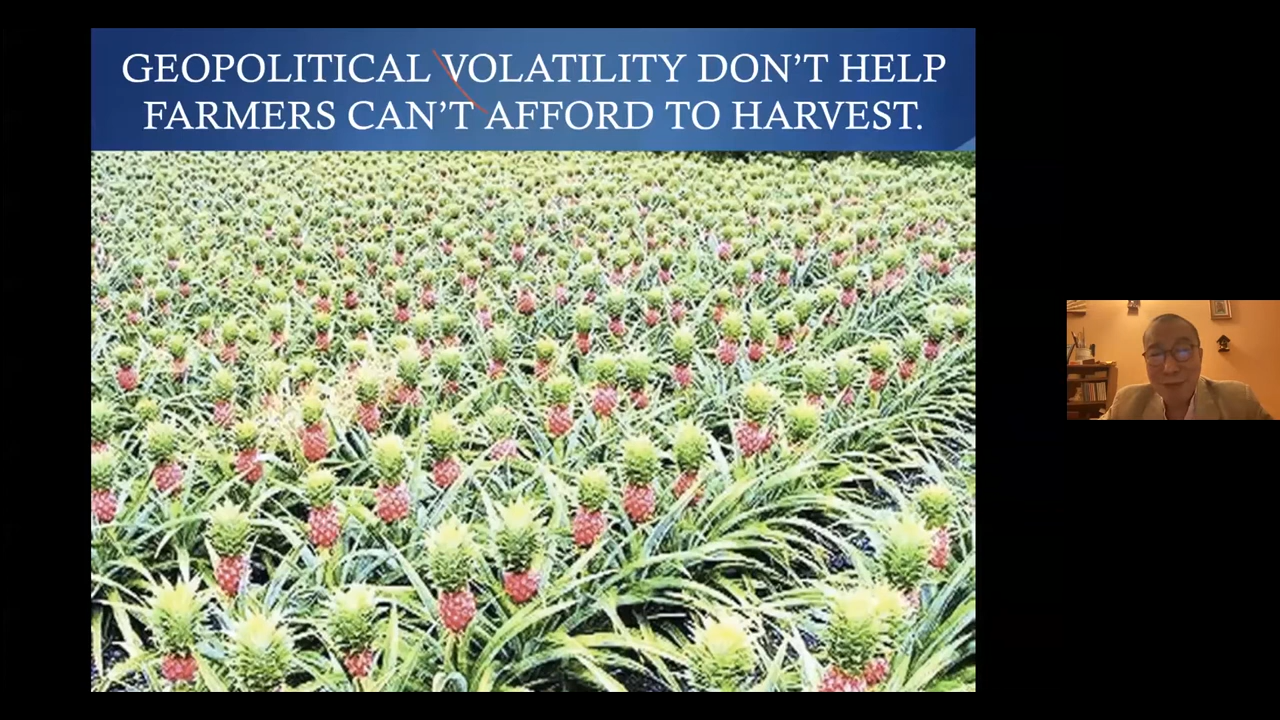 GEOPOLITICAL VOLATILITY DON’T HELP
FARMERS CAN’T AFFORD TO HARVEST.